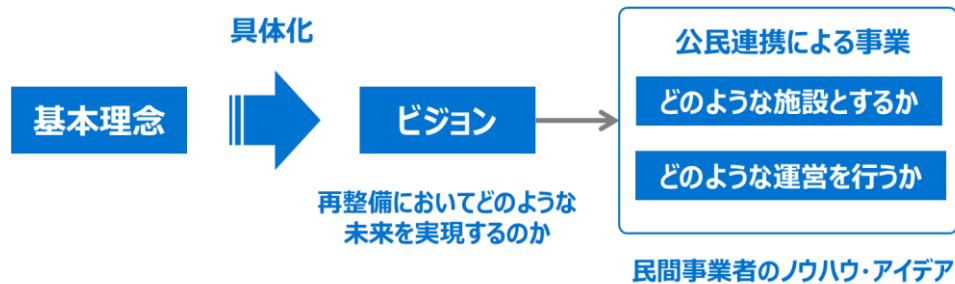 具体化
基本理念
ビジョン
再整備においてどのような
未来を実現するのか
公民連携による事業
どのような施設とするか
どのような運営を行うか
民間事業者のノウハウ・アイデア